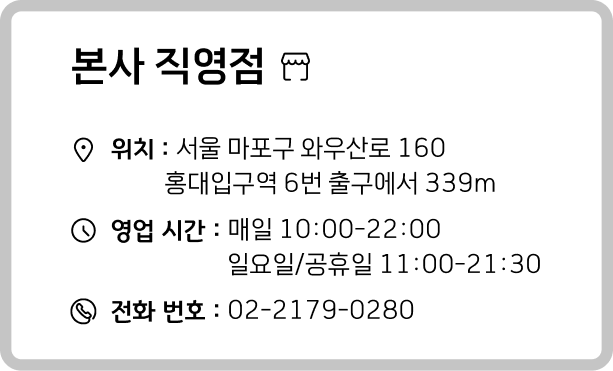 본사 직영점
위치 : 서울 마포구 와우산로 160
홍대입구역 6번 출구에서 339m
영업 시간 : 매일 10:00-22:00
일요일/공휴일 11:00-21:30
전화 번호 : 02-2179-0280